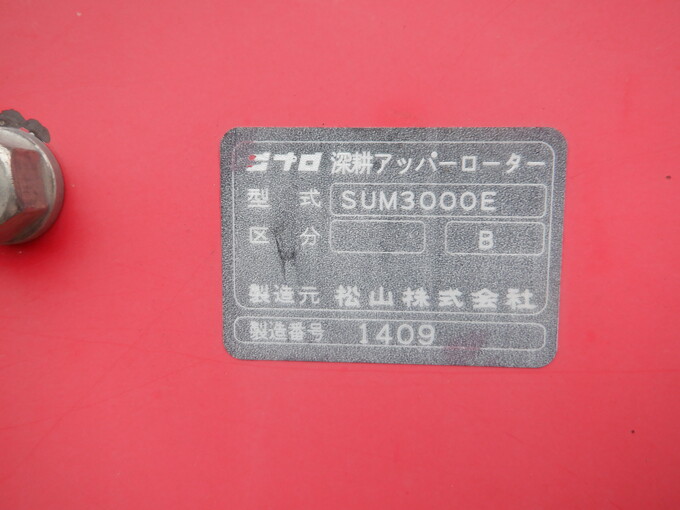 ニプロ 深耕アッパーローター
型式 SUM3000E
区分 B
製造元 松山株式会社
製造番号 1409